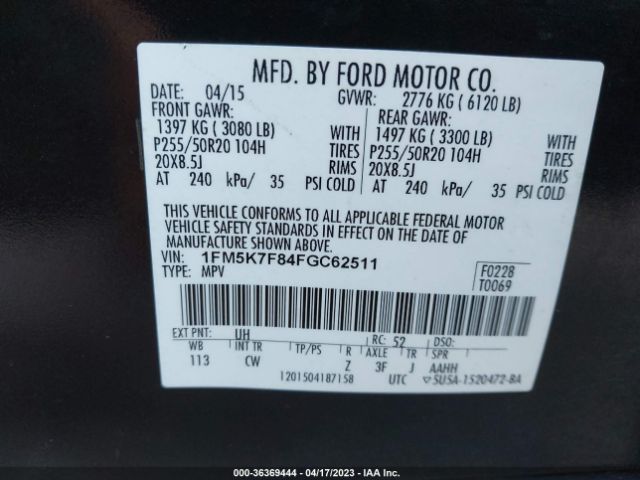 MFD. BY FORD MOTOR CO.
DATE: 04/15 GVWR: 2776 KG ( 6120 LB)
FRONT GAWR: REAR GAWR:
1397 KG ( 3080 LB) WITH 1497 KG ( 3300 LB) WITH
P255/50R20 104H TIRES P255/50R20 104H TIRES
20X8.5J RIMS 20X8.5J RIMS
AT 240 kPa/ 35 PSI COLD AT 240 kPa/ 35 PSI COLD
THIS VEHICLE CONFORMS TO ALL APPLICABLE FEDERAL MOTOR
VEHICLE SAFETY STANDARDS IN EFFECT ON THE DATE OF
MANUFACTURE SHOWN ABOVE.
VIN: 1FM5K7F84FGC62511 F0228
TYPE: MPV T0069
EXT PNT: UH RC: 52 DSO:
WB INT TR TP/PS R AXLE TR SPR
113 CW Z 3F J AAHH
1201504187158 UTC ▽5U5A-1520472-BA
000-36369444 - 04/17/2023 - IAA Inc.